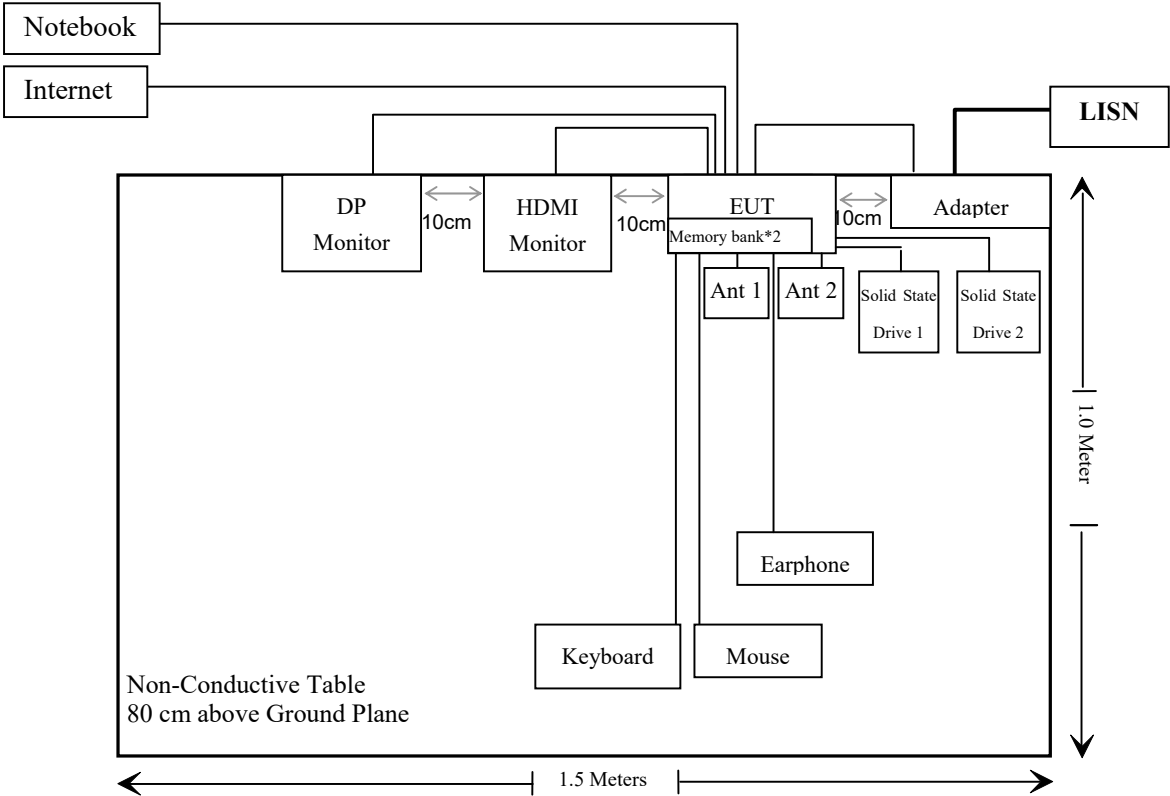 Notebook
Internet
LISN
DP
Monitor
10cm
HDMI
Monitor
10cm
EUT
Memory bank*2
10cm
Adapter
Ant 1
Ant 2
Solid State
Drive 1
Solid State
Drive 2
1.0 Meter
Earphone
Keyboard
Mouse
Non-Conductive Table
80 cm above Ground Plane
1.5 Meters